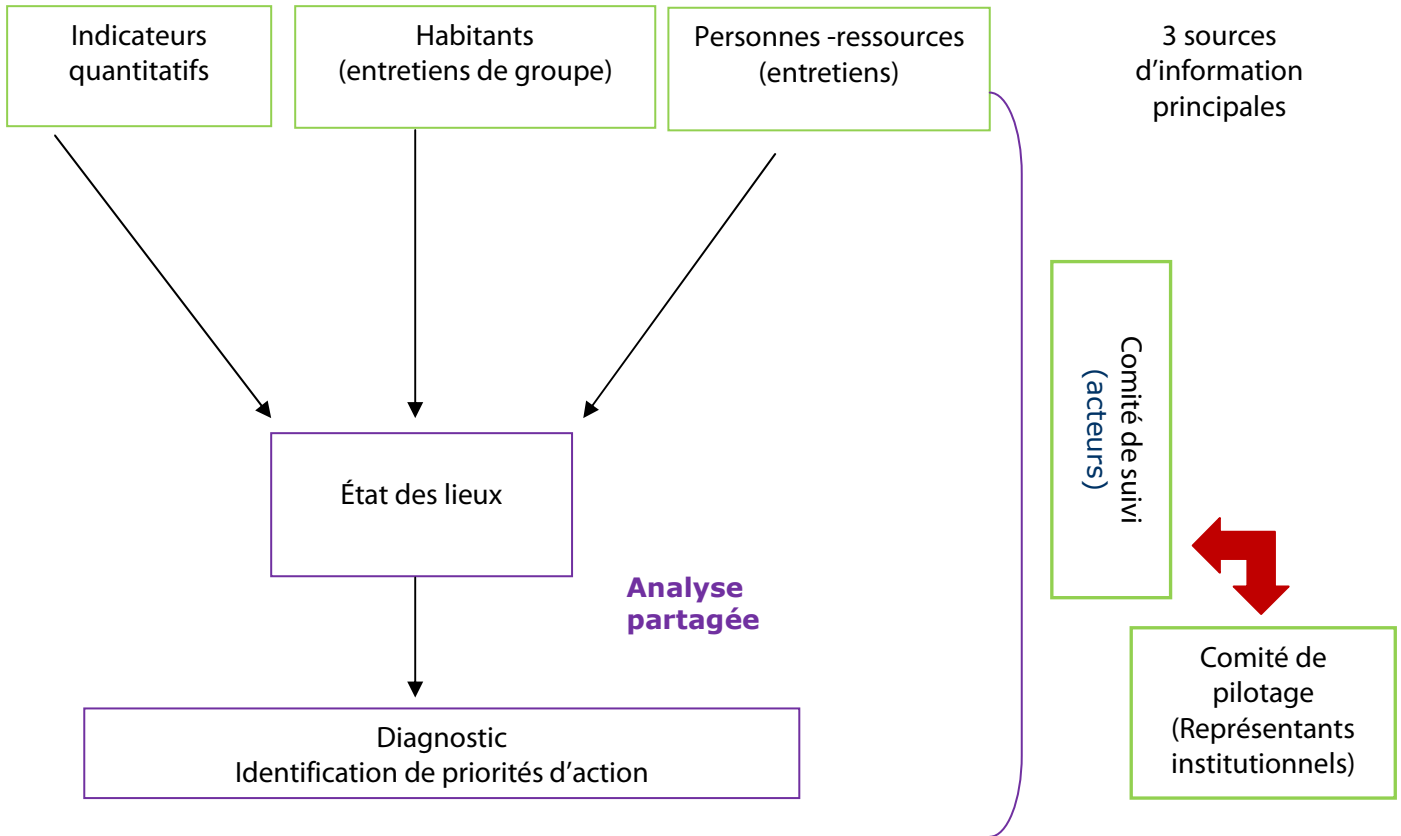 Indicateurs
quantitatifs
Habitants
(entretiens de groupe)
Personnes -ressources
(entretiens)
3 sources
d’information
principales
Comité de suivi
(acteurs)
État des lieux
Analyse
partagée
Diagnostic
Identification de priorités d’action
Comité de
pilotage
(Représentants
institutionnels)